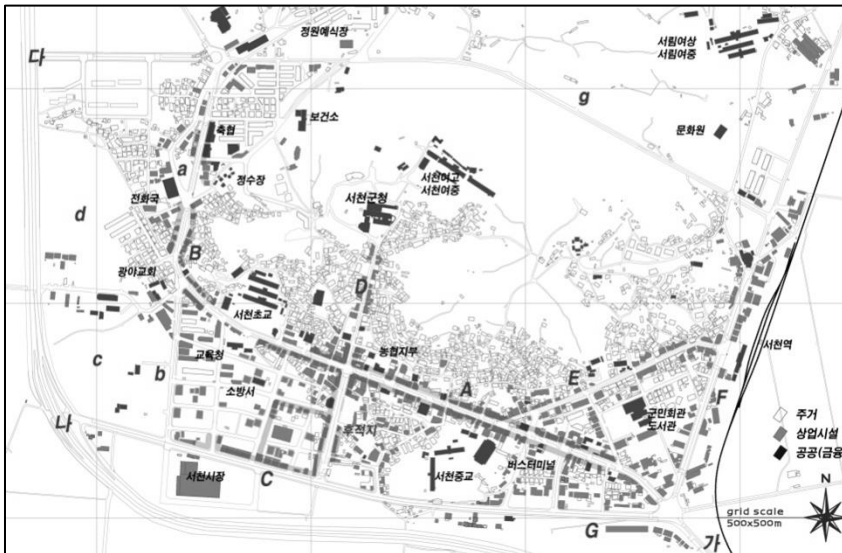 정원예식장
서림여상
서림여중
다
g
보건소
축협
문화원
a
정수장
서천여고
서천여중
전화국
서천군청
d
B
광야교회
D
서천초교
농협지부
서천역
교육청
c
b
A
E
F
소방서
군민회관
도서관
주거
상업시설
공공(금융
나
후적지
버스터미널
서천시장
C
서천중교
N
grid scale
500x500m
G
가